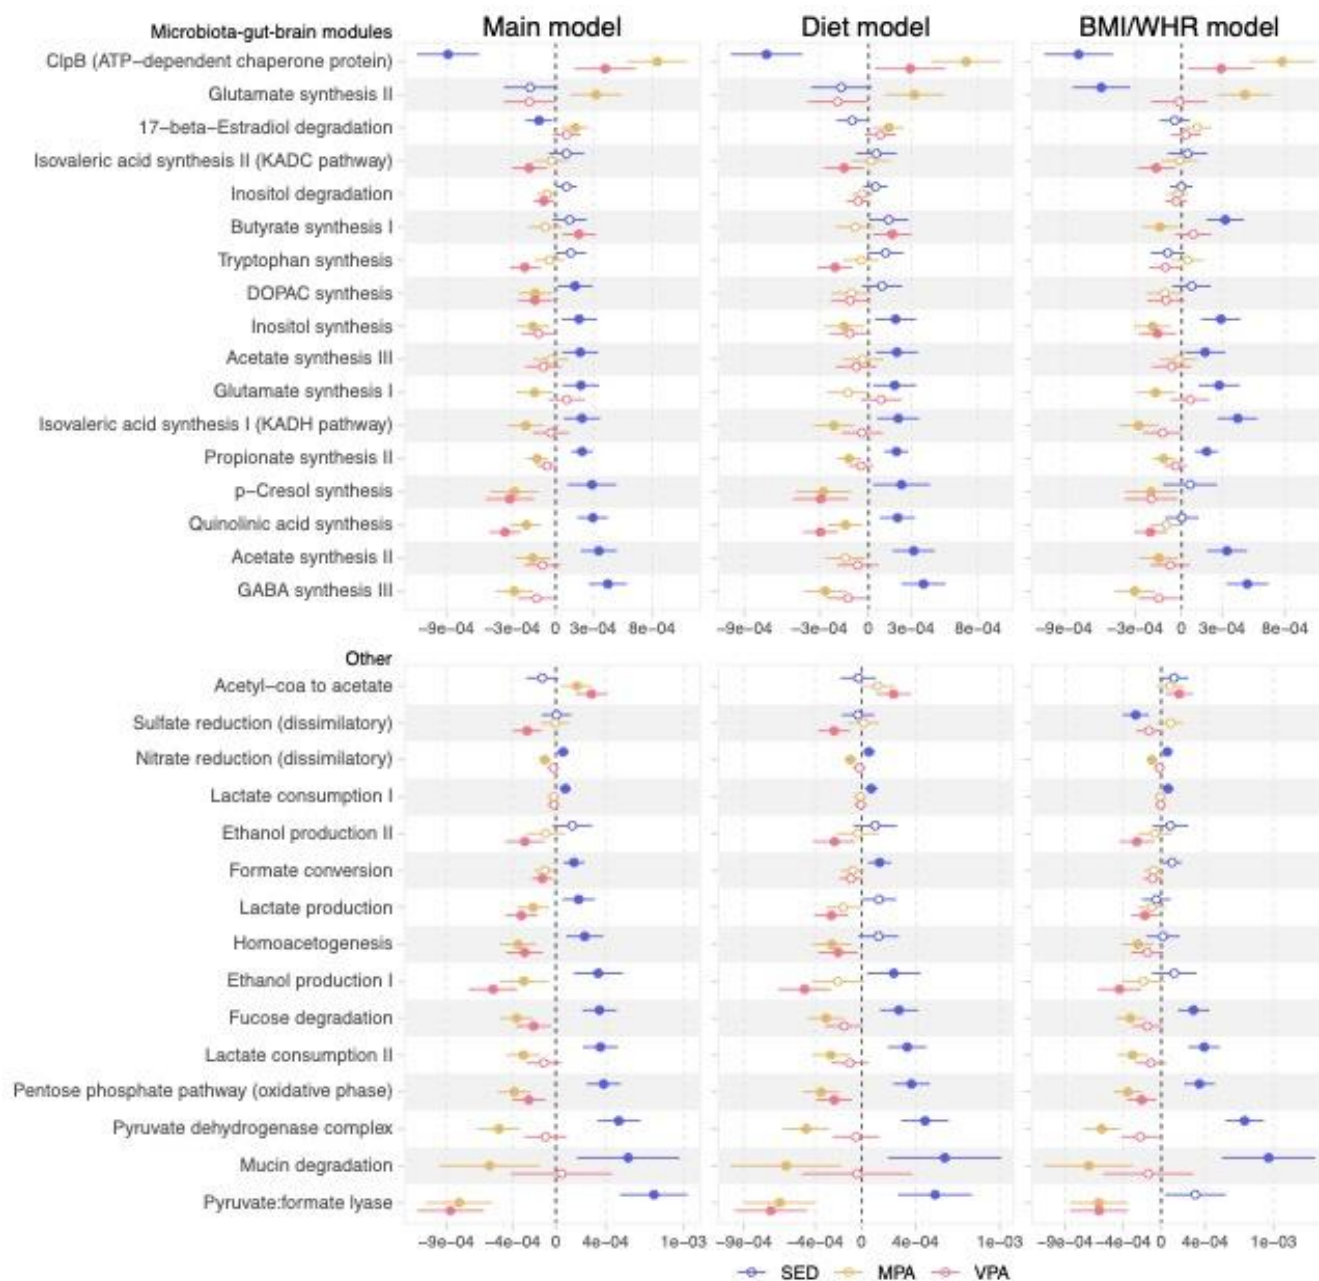 Microbiota-gut-brain modules Main model Diet model BMI/WHR model
ClpB (ATP−dependent chaperone protein)
Glutamate synthesis II
17−beta−Estradiol degradation
Isovaleric acid synthesis II (KADC pathway)
Inositol degradation
Butyrate synthesis I
Tryptophan synthesis
DOPAC synthesis
Inositol synthesis
Acetate synthesis III
Glutamate synthesis I
Isovaleric acid synthesis I (KADH pathway)
Propionate synthesis II
p−Cresol synthesis
Quinolinic acid synthesis
Acetate synthesis II
GABA synthesis III
−9e−04 −3e−04 0 3e−04 8e−04 −9e−04 −3e−04 0 3e−04 8e−04 −9e−04 −3e−04 0 3e−04 8e−04
Other
Acetyl−coa to acetate
Sulfate reduction (dissimilatory)
Nitrate reduction (dissimilatory)
Lactate consumption I
Ethanol production II
Formate conversion
Lactate production
Homoacetogenesis
Ethanol production I
Fucose degradation
Lactate consumption II
Pentose phosphate pathway (oxidative phase)
Pyruvate dehydrogenase complex
Mucin degradation
Pyruvate:formate lyase
−9e−04 −4e−04 0 4e−04 1e−03 −9e−04 −4e−04 0 4e−04 1e−03 −9e−04 −4e−04 0 4e−04 1e−03
SED MPA VPA